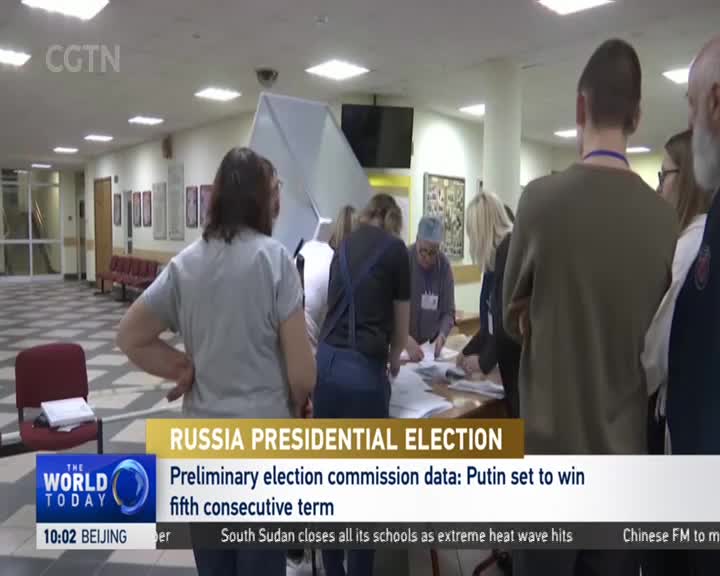 CGTN
RUSSIA PRESIDENTIAL ELECTION
THE
WORLD
TODAY
Preliminary election commission data: Putin set to win
fifth consecutive term
10:02 BEIJING
South Sudan closes all its schools as extreme heat wave hits
Chinese FM to